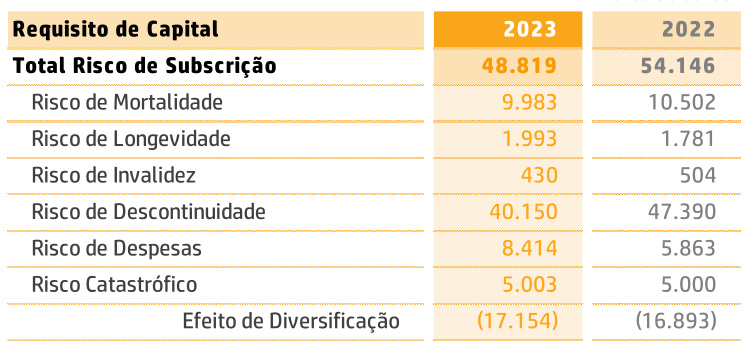 Requisito de Capital 2023 2022
Total Risco de Subscrição 48.819 54.146
Risco de Mortalidade 9.983 10.502
Risco de Longevidade 1.993 1.781
Risco de Invalidez 430 504
Risco de Descontinuidade 40.150 47.390
Risco de Despesas 8.414 5.863
Risco Catastrófico 5.003 5.000
Efeito de Diversificação (17.154) (16.893)